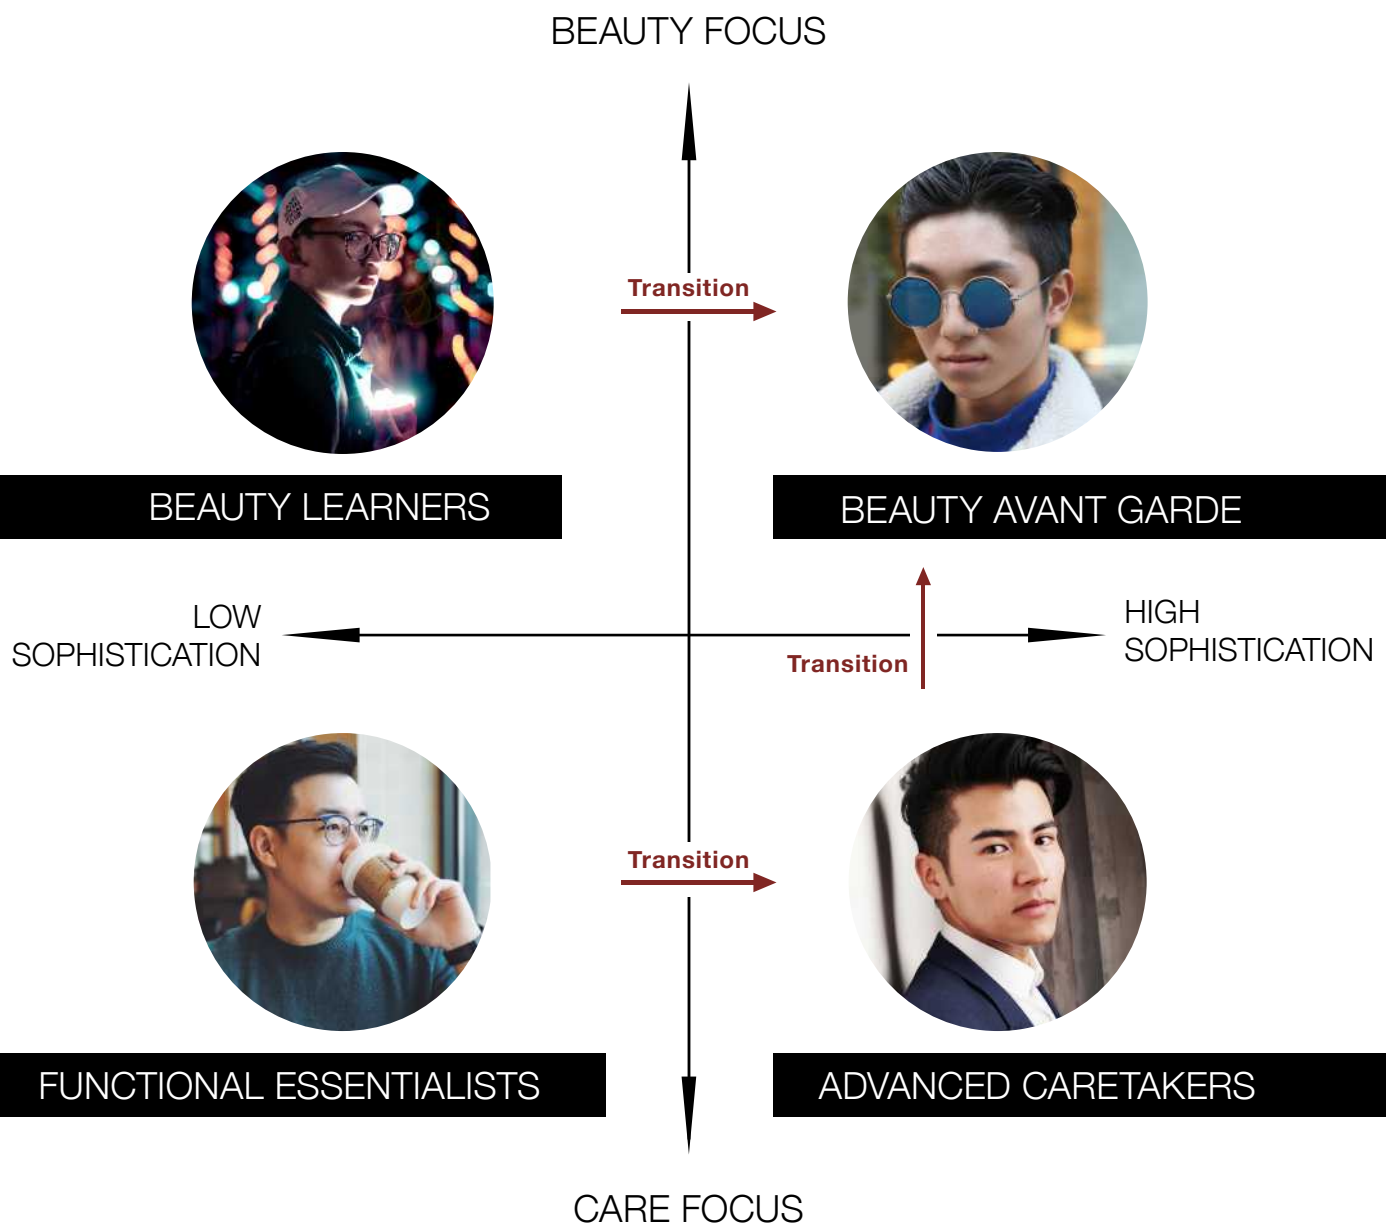 BEAUTY FOCUS
Transition
BEAUTY LEARNERS
BEAUTY AVANT GARDE
LOW
SOPHISTICATION
HIGH
SOPHISTICATION
Transition
Transition
FUNCTIONAL ESSENTIALISTS
ADVANCED CARETAKERS
CARE FOCUS